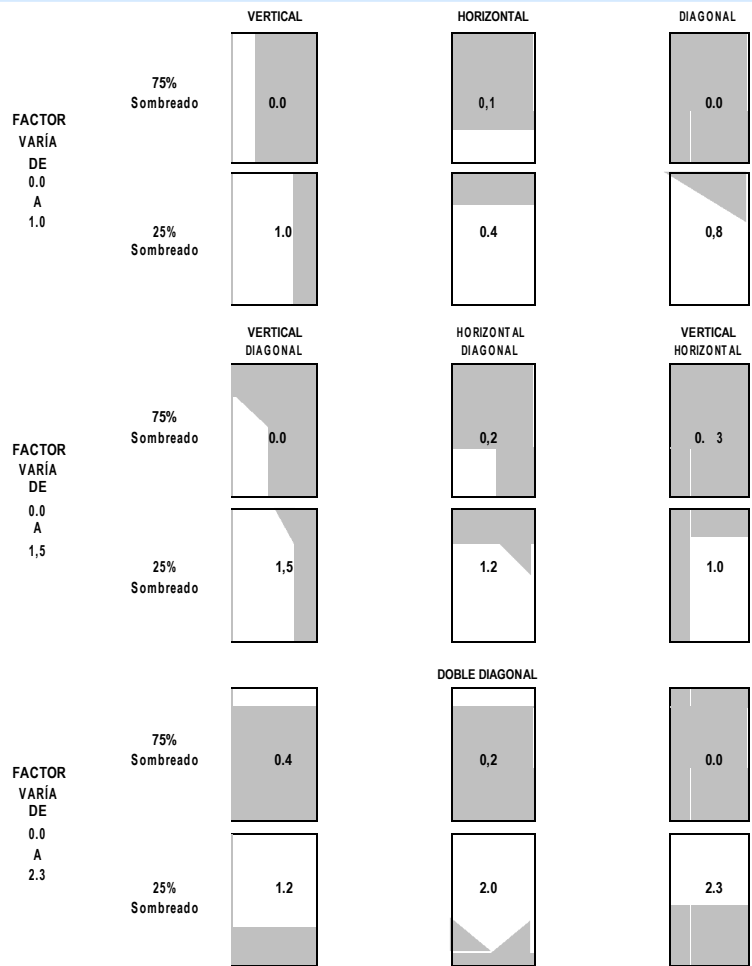 VERTICAL
HORIZONTAL
DIAGONAL
FACTOR
VARÍA
DE
0.0
A
1.0
75%
Sombreado
0.0
0,1
0.0
25%
Sombreado
1.0
0.4
0,8
VERTICAL
DIAGONAL
HORIZONTAL
DIAGONAL
VERTICAL
HORIZONTAL
FACTOR
VARÍA
DE
0.0
A
1,5
75%
Sombreado
0.0
0,2
0. 3
25%
Sombreado
1,5
1.2
1.0
DOBLE DIAGONAL
FACTOR
VARÍA
DE
0.0
A
2.3
75%
Sombreado
0.4
0,2
0.0
25%
Sombreado
1.2
2.0
2.3